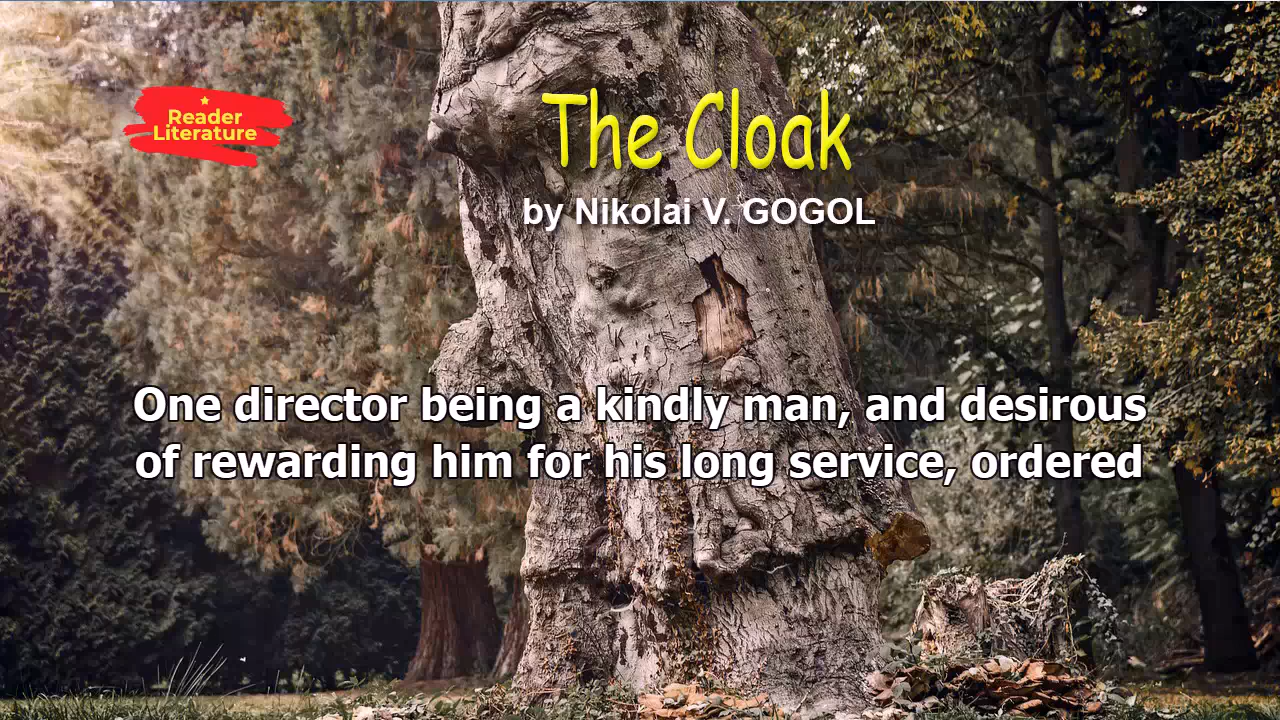 Reader
Literature
The Cloak
by Nikolai V. GOGOL
One director being a kindly man, and desirous
of rewarding him for his long service, ordered